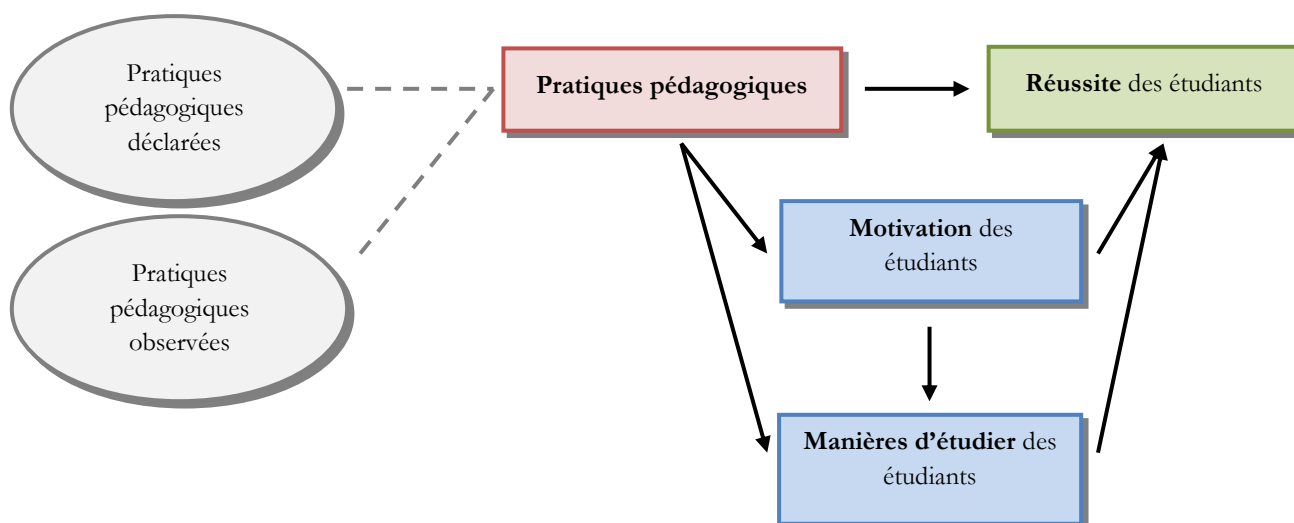 Pratiques
pédagogiques
déclarées
Pratiques
pédagogiques
observées
Pratiques pédagogiques
Réussite des étudiants
Motivation des
étudiants
Manières d’étudier des
étudiants